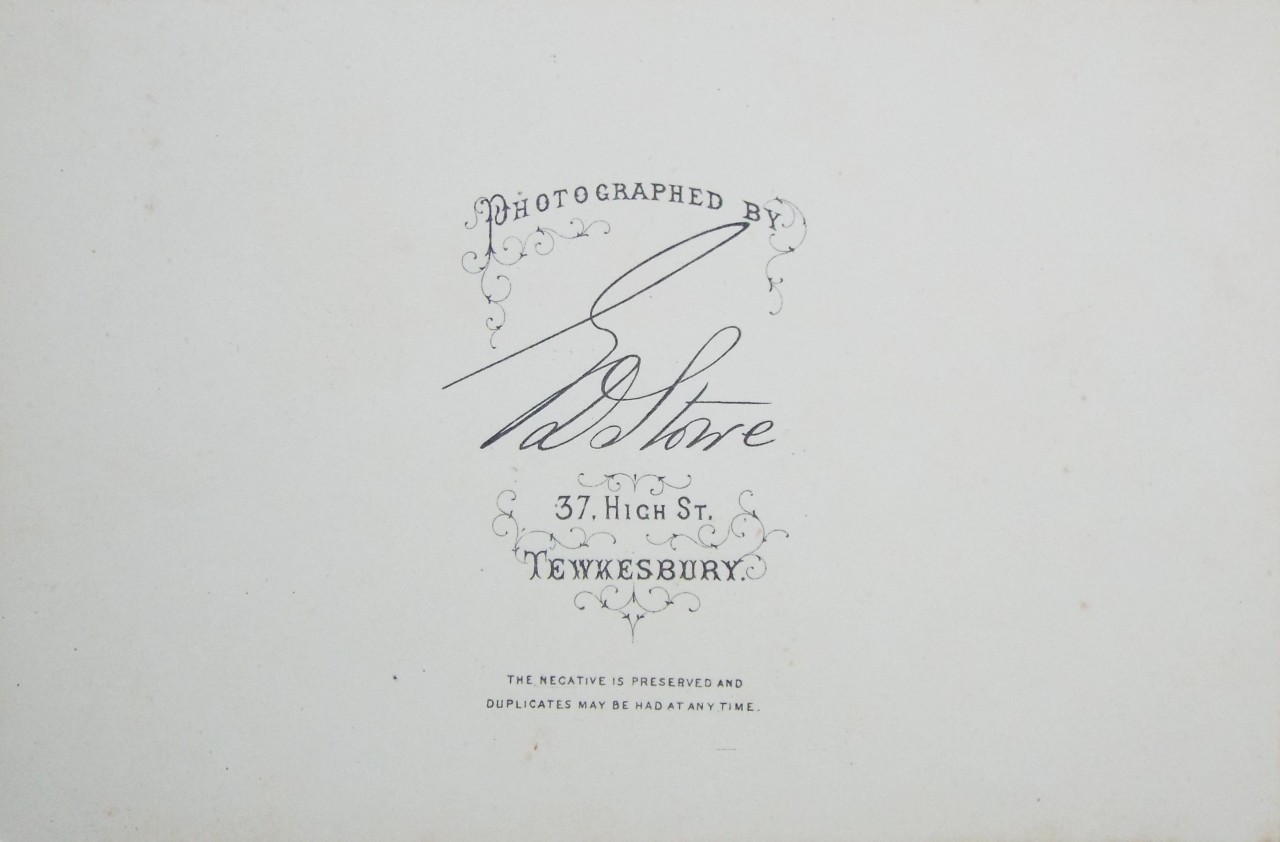 PHOTOGRAPHED BY
ED Stowe
37, HIGH ST.
TEWKESBURY.
THE NEGATIVE IS PRESERVED AND
DUPLICATES MAY BE HAD AT ANY TIME.